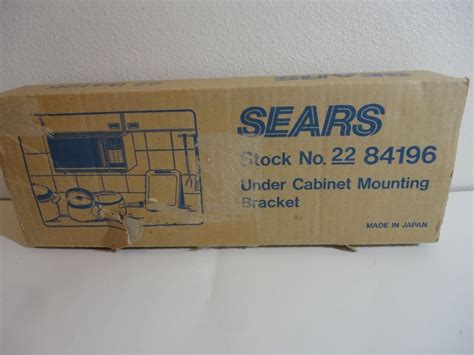 SEARS
Stock No. 22 84196
Under Cabinet Mounting
Bracket
MADE IN JAPAN